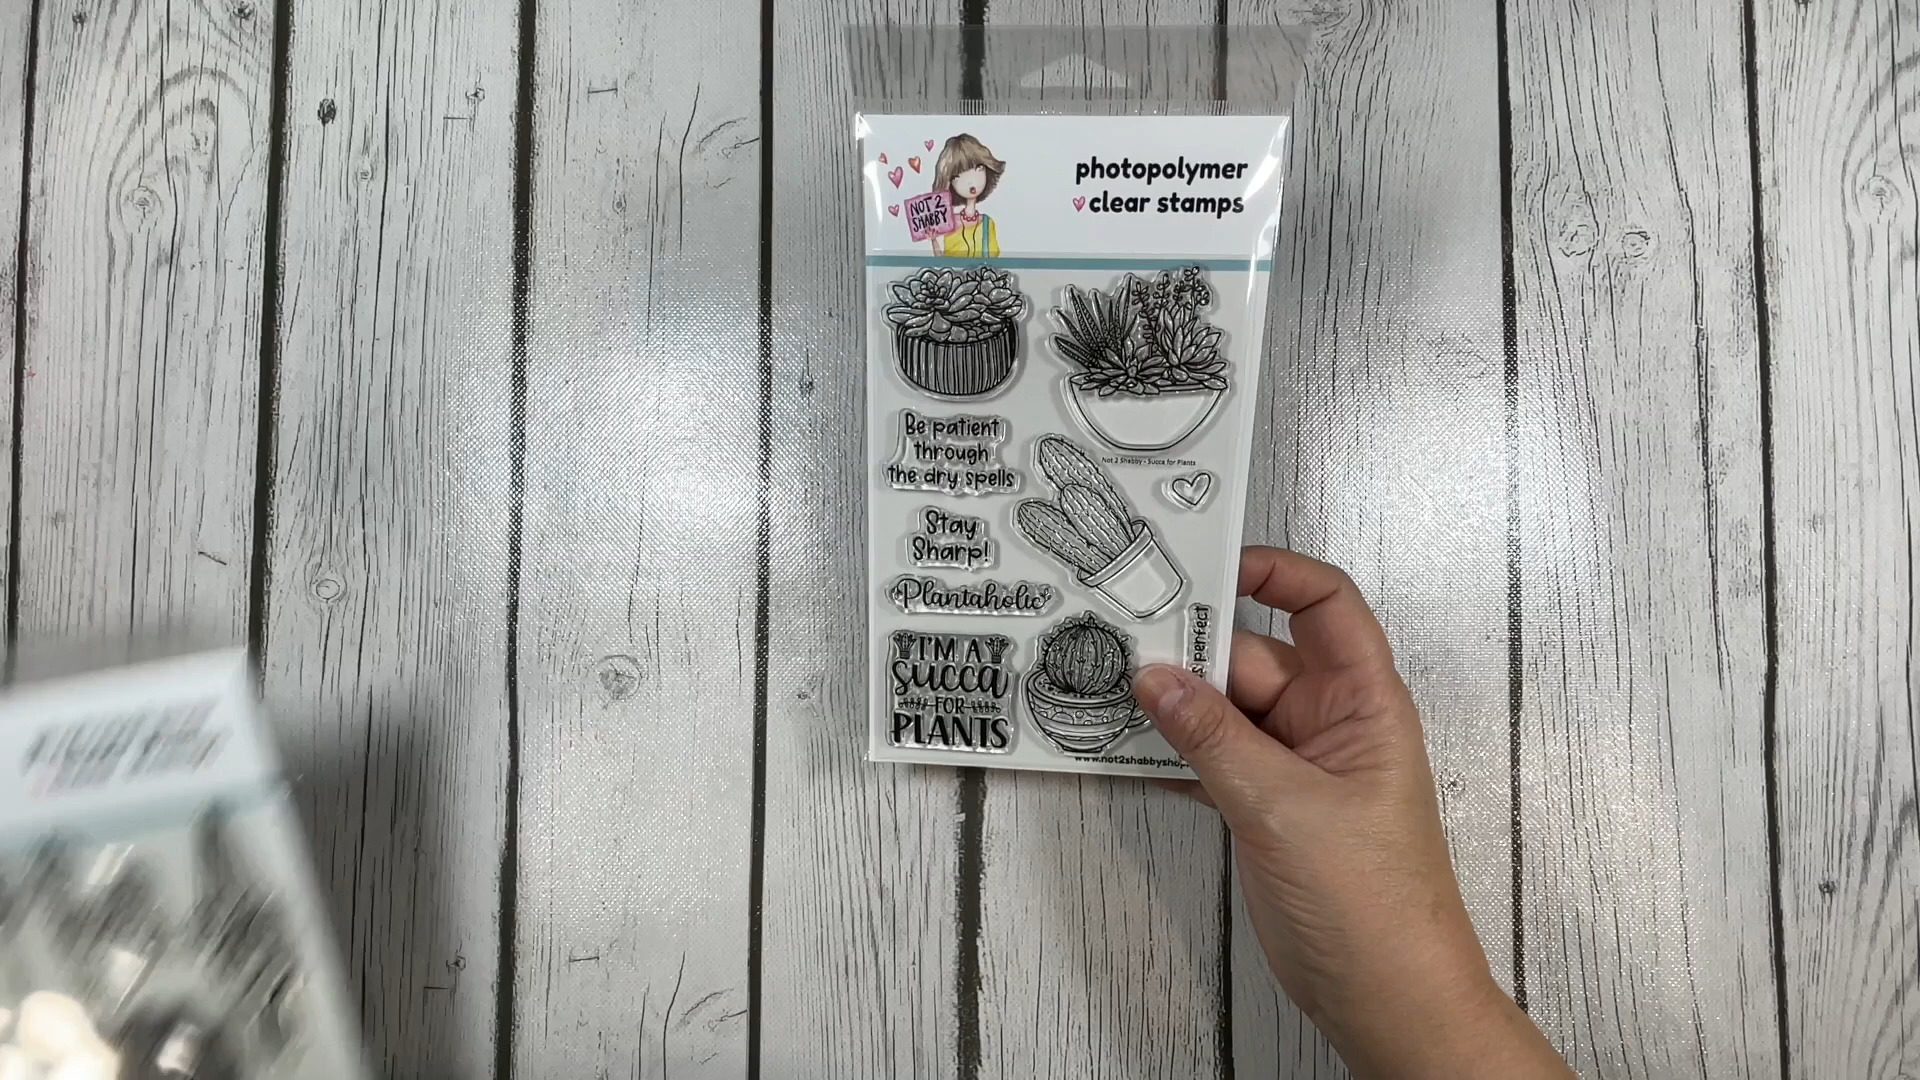 NOT 2
SHABBY
photopolymer
clear stamps
Be patient
through
the dry spells
Not 2 Shabby - Succa for Plants
Stay
Sharp!
Plantaholic
I'M A
succa
FOR
PLANTS
perfect
www.not2shabbyshop.